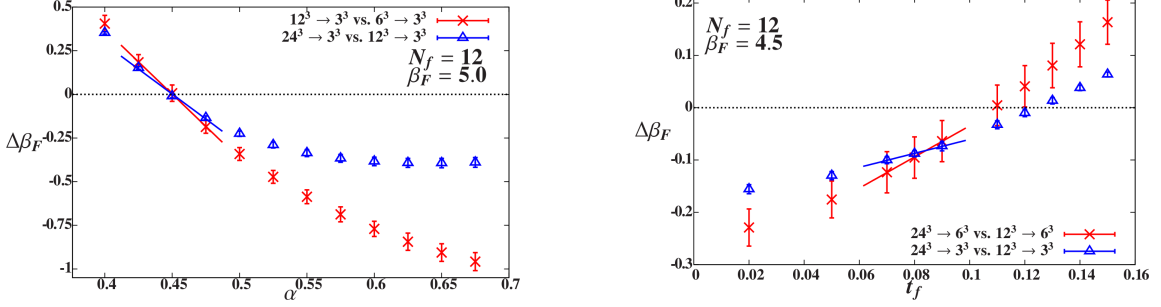 0.5
0.25
0
-0.25
-0.5
-0.75
-1
Δβ_F
12³ → 3³ vs. 6³ → 3³
24³ → 3³ vs. 12³ → 3³
N_f = 12
β_F = 5.0
0.4 0.45 0.5 0.55 0.6 0.65 0.7
α
0.2
0.1
0
-0.1
-0.2
-0.3
Δβ_F
N_f = 12
β_F = 4.5
24³ → 6³ vs. 12³ → 6³
24³ → 3³ vs. 12³ → 3³
0 0.02 0.04 0.06 0.08 0.1 0.12 0.14 0.16
t_f